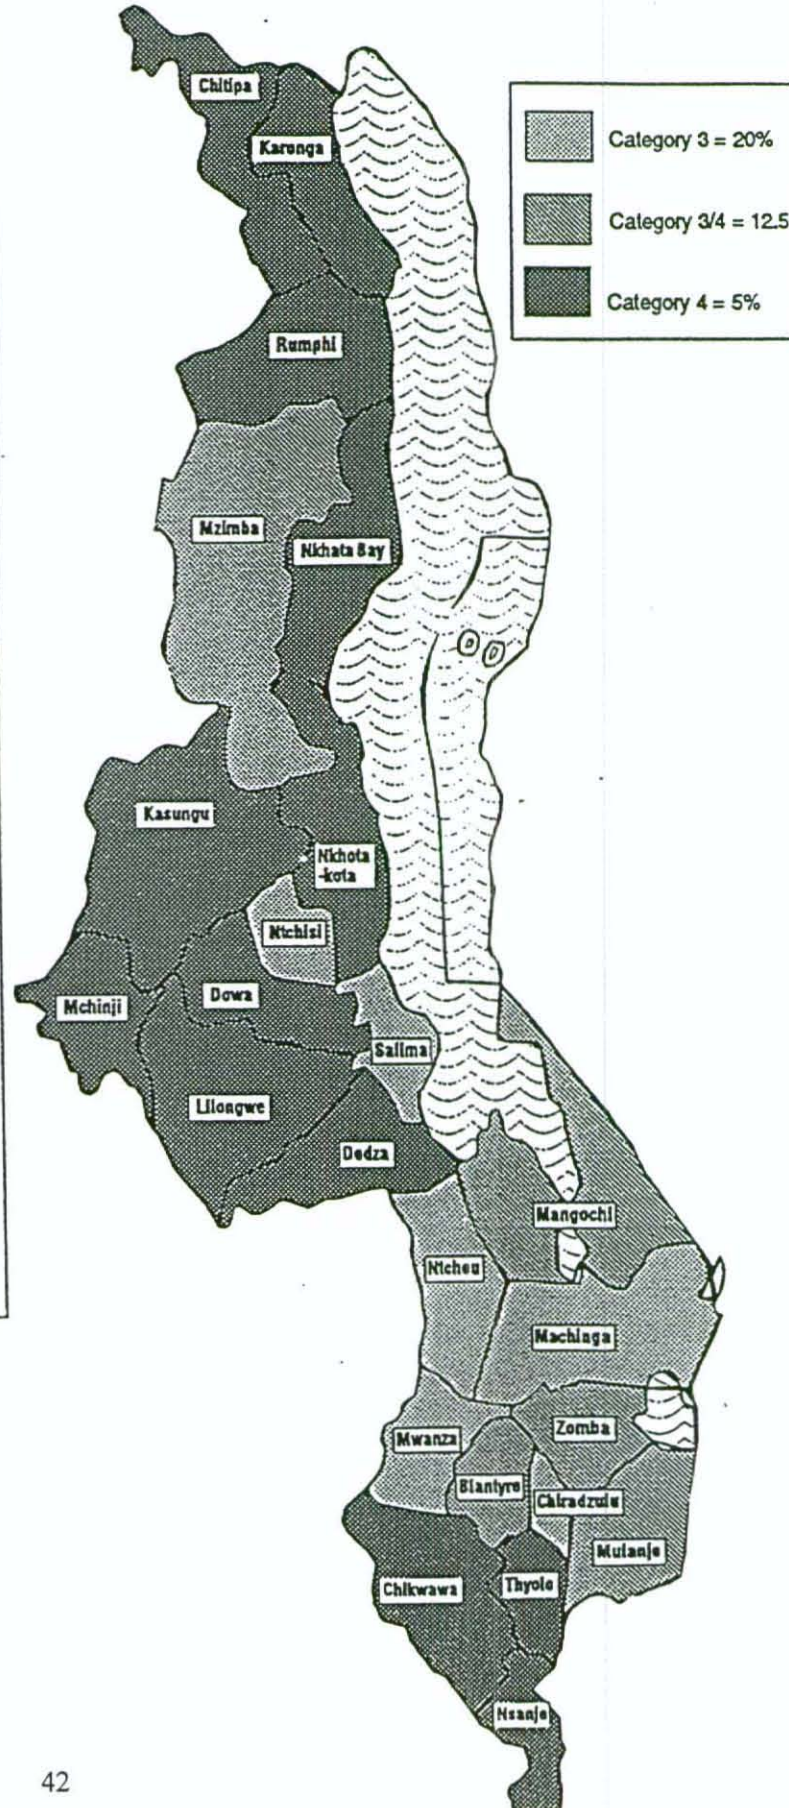 Chitipa
Karonga
Category 3 = 20%
Category 3/4 = 12.5
Category 4 = 5%
Rumphi
Mzimba
Nkhata Bay
Kasungu
Nkhota
-kota
Ntchisi
Mchinji
Dowa
Salima
Lilongwe
Dedza
Mangochi
Ntcheu
Machinga
Mwanza
Zomba
Blantyre
Chiradzulu
Mulanje
Chikwawa
Thyolo
Nsanje
42